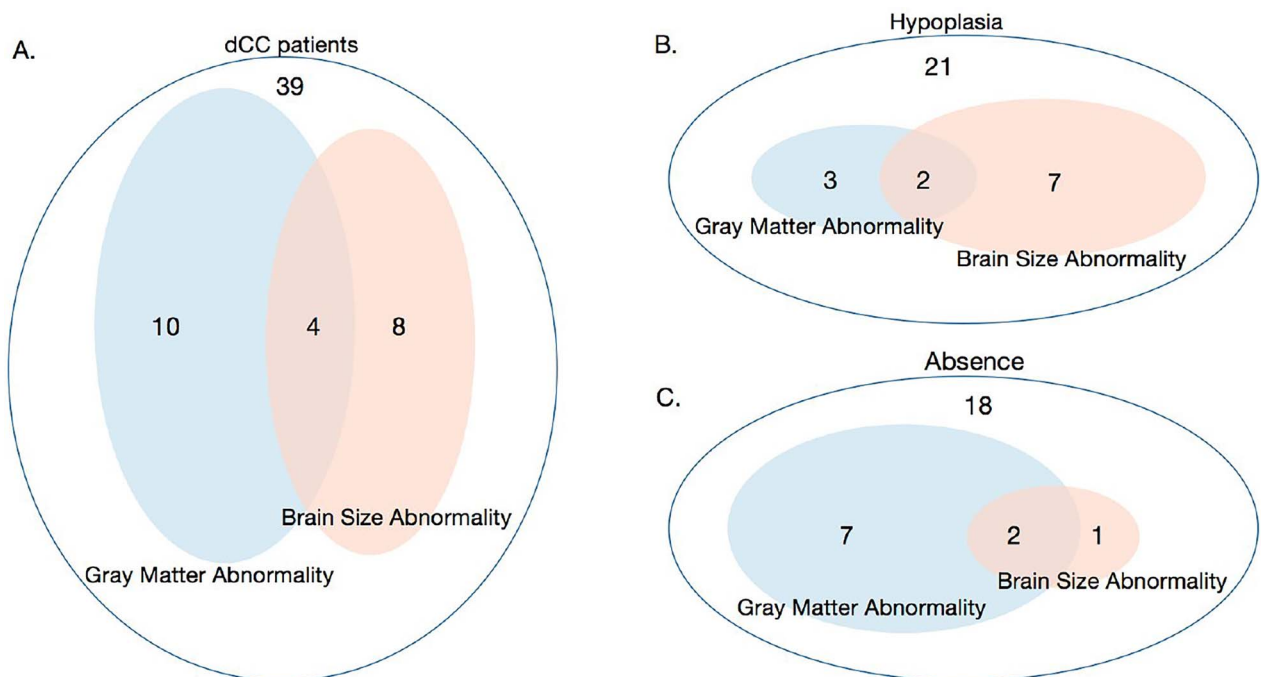 A.
dCC patients
39
10
4
8
Brain Size Abnormality
Gray Matter Abnormality
B.
Hypoplasia
21
3
2
7
Gray Matter Abnormality
Brain Size Abnormality
C.
Absence
18
7
2
1
Brain Size Abnormality
Gray Matter Abnormality